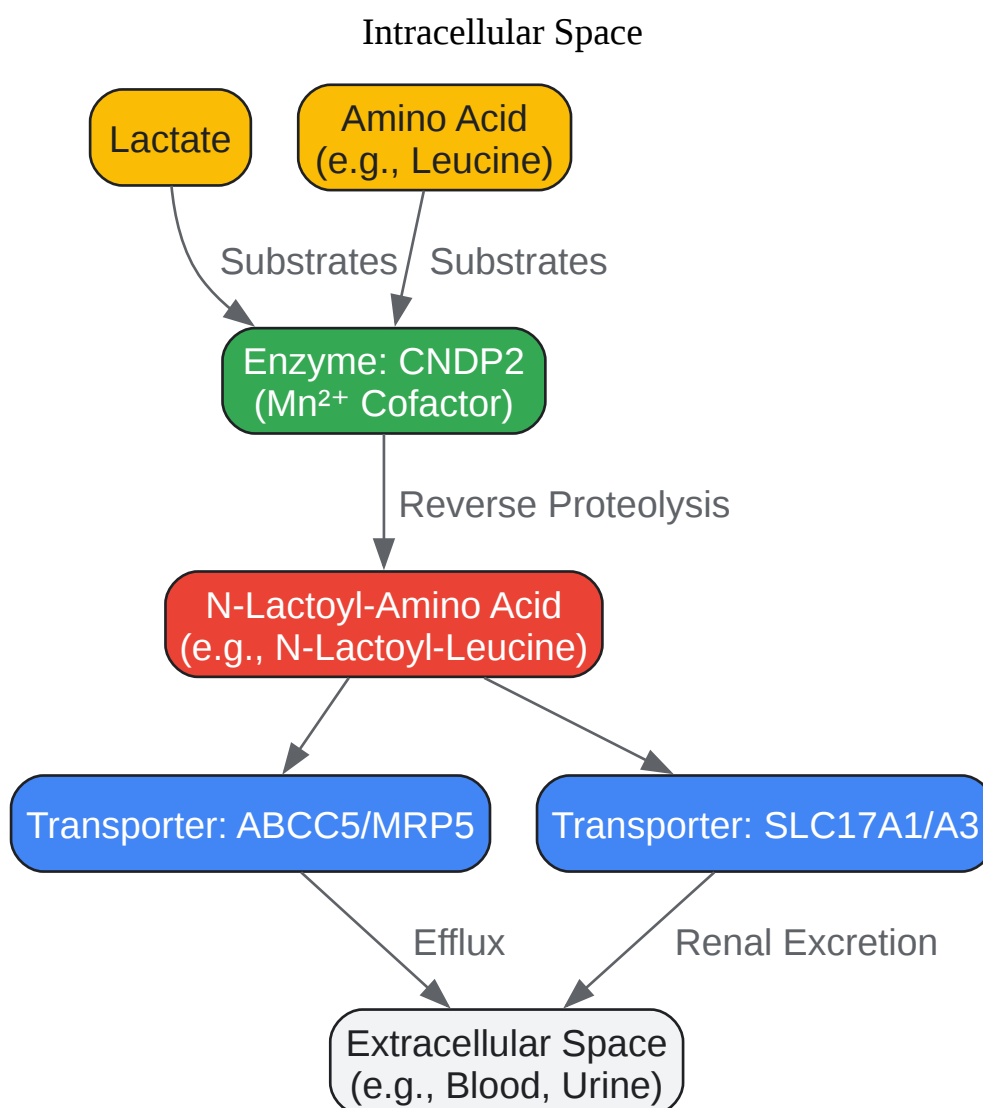 Intracellular Space
Lactate
Amino Acid
(e.g., Leucine)
Substrates
Substrates
Enzyme: CNDP2
(Mn²⁺ Cofactor)
Reverse Proteolysis
N-Lactoyl-Amino Acid
(e.g., N-Lactoyl-Leucine)
Transporter: ABCC5/MRP5
Transporter: SLC17A1/A3
Efflux
Renal Excretion
Extracellular Space
(e.g., Blood, Urine)